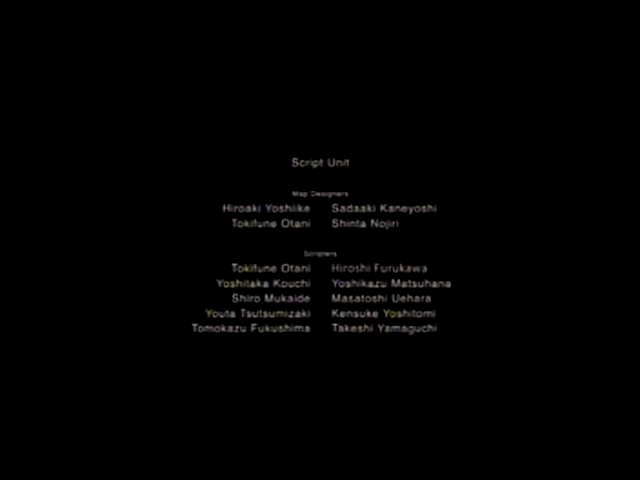 Script Unit
Map Designers
Hiroaki Yoshiike Sadaaki Kaneyoshi
Tokifune Otani Shinta Nojiri
Scripters
Tokifune Otani Hiroshi Furukawa
Yoshitaka Kouchi Yoshikazu Matsuhana
Shiro Mukaide Masatoshi Uehara
Youta Tsutsumizaki Kensuke Yoshitomi
Tomokazu Fukushima Takeshi Yamaguchi